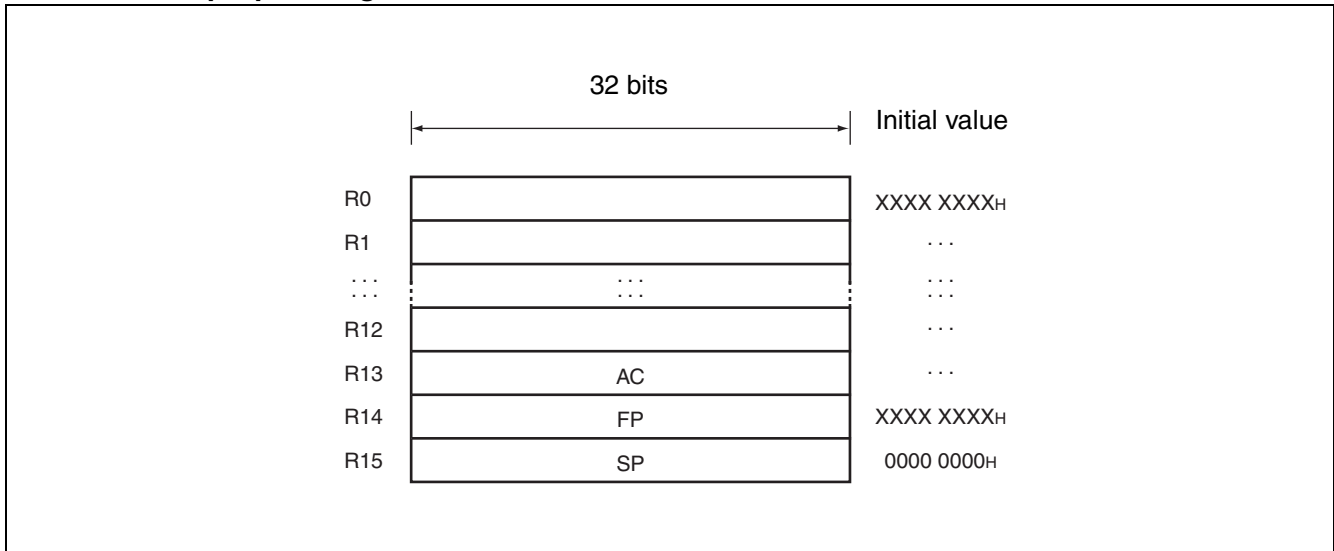 32 bits
Initial value
R0 XXXX XXXXH
R1 ...
... ... ...
... ... ...
R12 ...
R13 AC ...
R14 FP XXXX XXXXH
R15 SP 0000 0000H